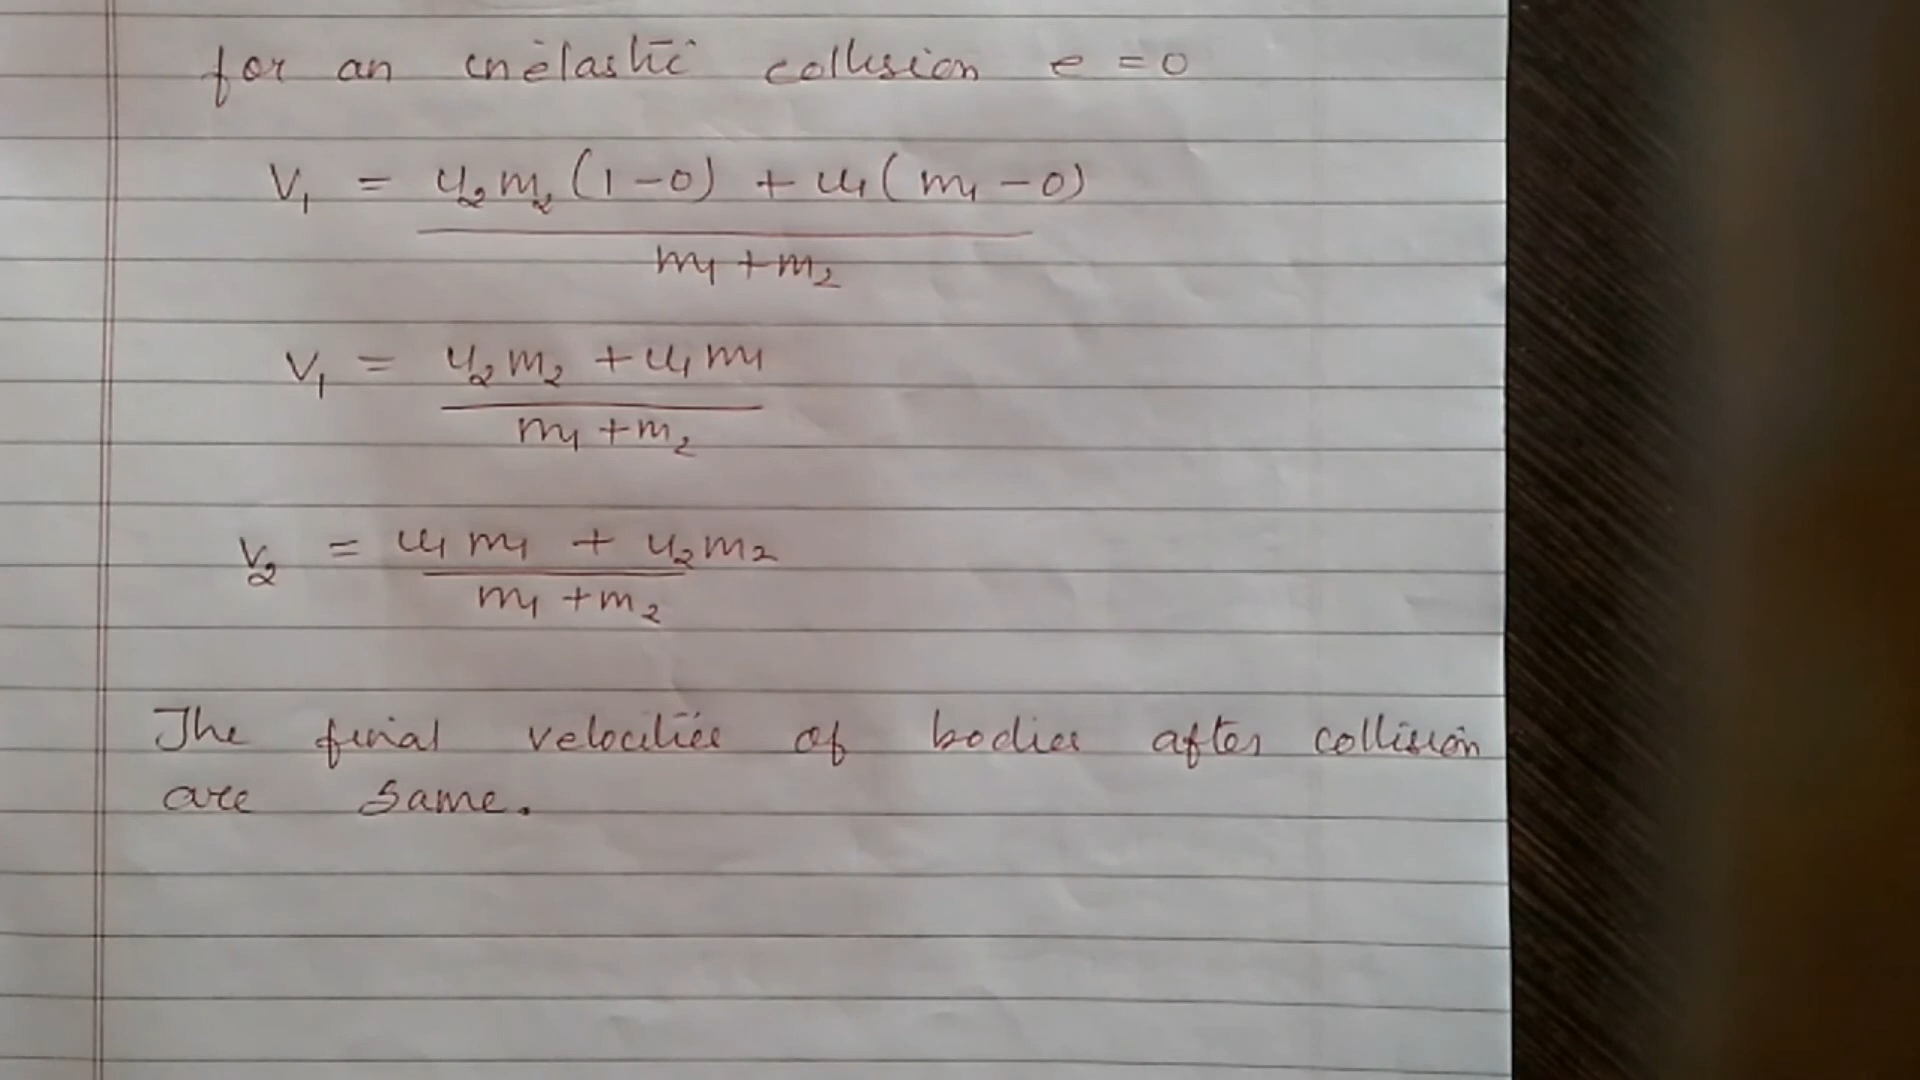 for an inelastic collision e = 0
V₁ = u₂m₂(1-0) + u₁(m₁-0)
m₁+m₂
V₁ = u₂m₂ + u₁m₁
m₁+m₂
V₂ = u₁m₁ + u₂m₂
m₁+m₂
The final velocities of bodies after collision
are same.